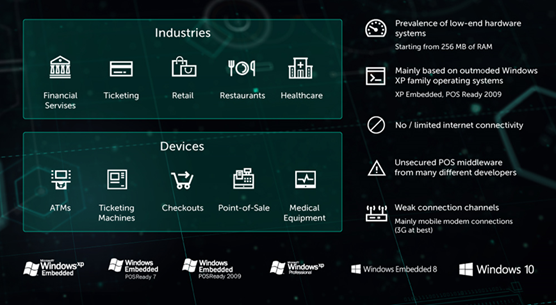 Industries
Financial
Servises
Ticketing
Retail
Restaurants
Healthcare
Devices
ATMs
Ticketing
Machines
Checkouts
Point-of-Sale
Medical
Equipment
Prevalence of low-end hardware
systems
Starting from 256 MB of RAM
Mainly based on outmoded Windows
XP family operating systems
XP Embedded, POS Ready 2009
No / limited internet connectivity
Unsecured POS middleware
from many different developers
Weak connection channels
Mainly mobile modem connections
(3G at best)
Microsoft
Windows xp
Embedded
Windows
Embedded
POSReady 7
Windows
Embedded
POSReady 2009
Microsoft
Windows xp
Professional
Windows Embedded 8
Windows 10